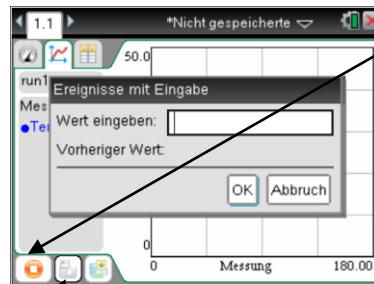 1.1
*Nicht gespeicherte
50.0
run1
Ereignisse mit Eingabe
Mes
Wert eingeben:
Te
Vorheriger Wert:
OK Abbruch
0
0 Messung 180.00